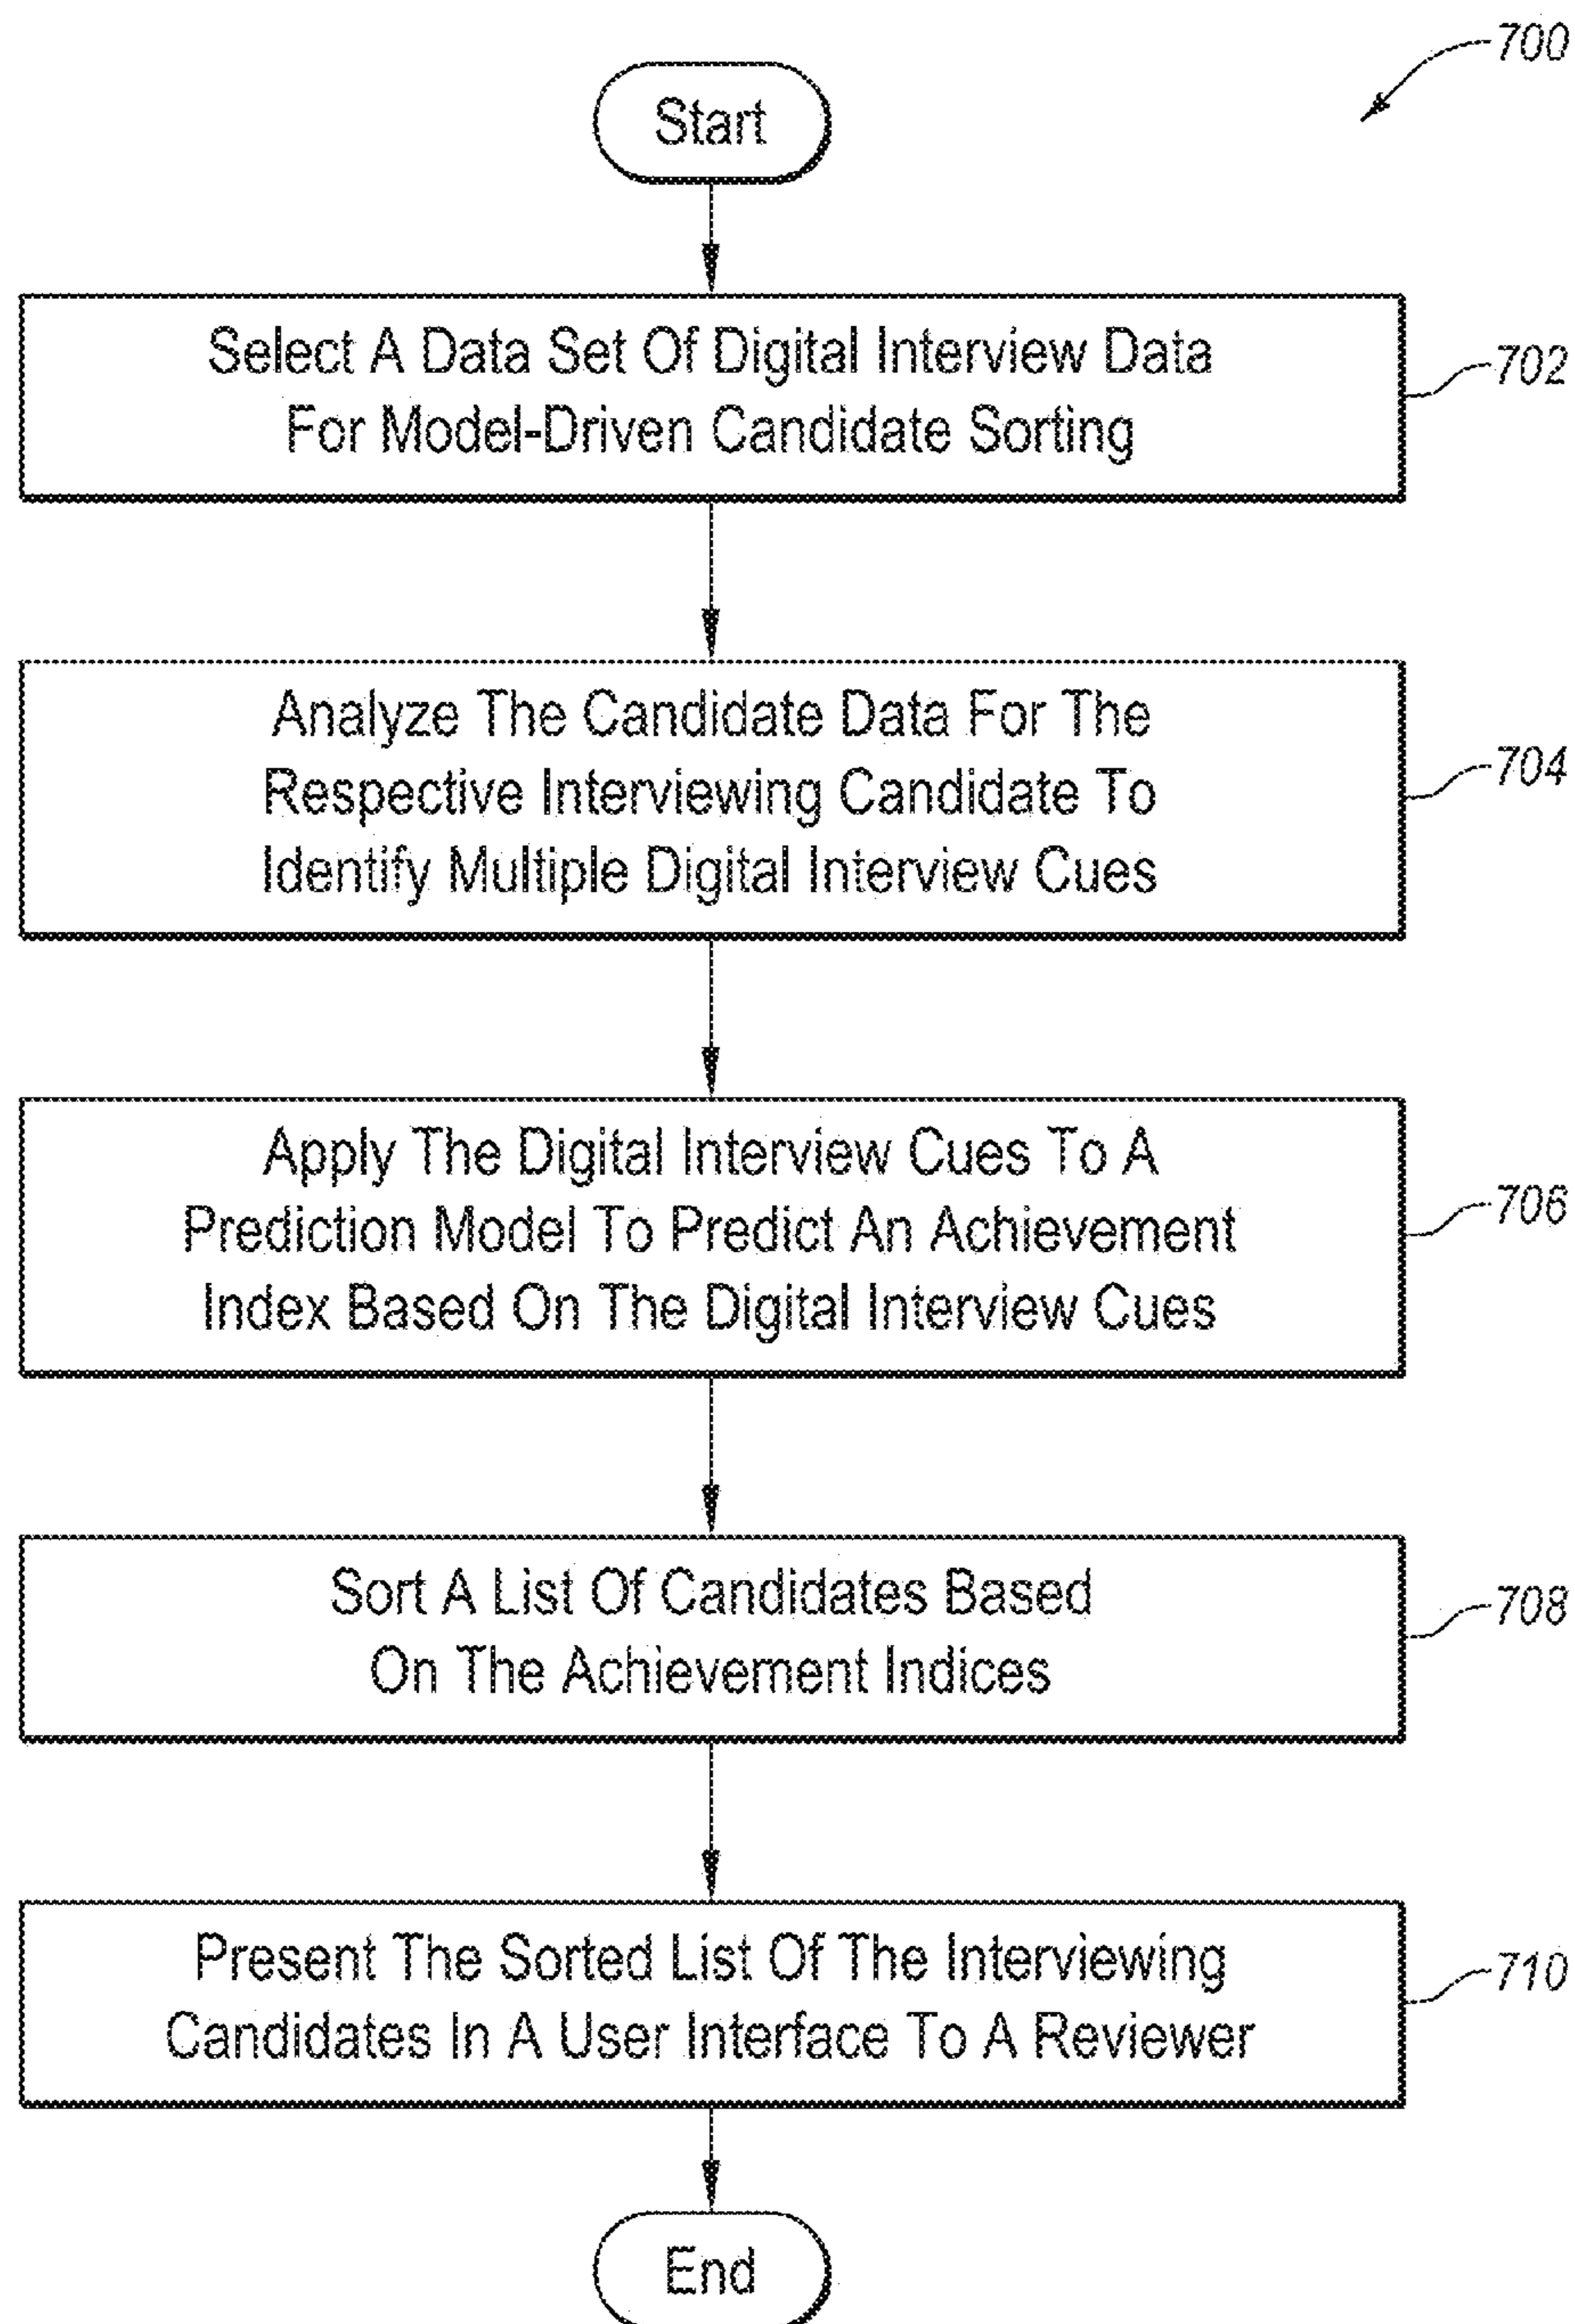 700
Start
Select A Data Set Of Digital Interview Data
For Model-Driven Candidate Sorting
702
Analyze The Candidate Data For The
Respective Interviewing Candidate To
Identify Multiple Digital Interview Cues
704
Apply The Digital Interview Cues To A
Prediction Model To Predict An Achievement
Index Based On The Digital Interview Cues
706
Sort A List Of Candidates Based
On The Achievement Indices
708
Present The Sorted List Of The Interviewing
Candidates In A User Interface To A Reviewer
710
End